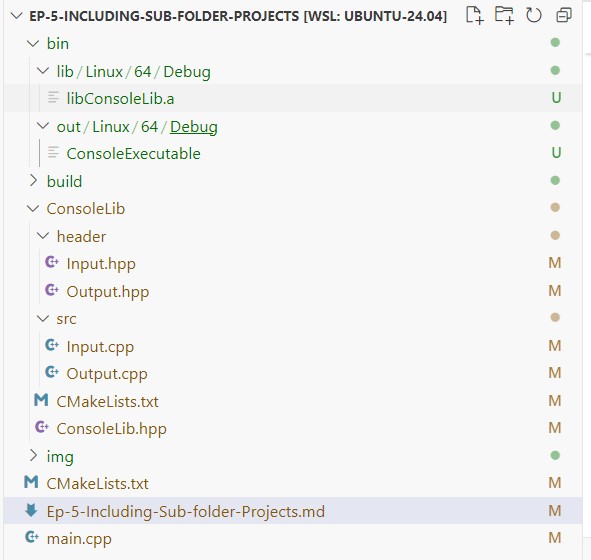 EP-5-INCLUDING-SUB-FOLDER-PROJECTS [WSL: UBUNTU-24.04]
bin
lib / Linux / 64 / Debug
libConsoleLib.a U
out / Linux / 64 / Debug
ConsoleExecutable U
build
ConsoleLib
header
Input.hpp M
Output.hpp M
src
Input.cpp M
Output.cpp M
M CMakeLists.txt M
ConsoleLib.hpp M
img
M CMakeLists.txt M
Ep-5-Including-Sub-folder-Projects.md M
main.cpp M